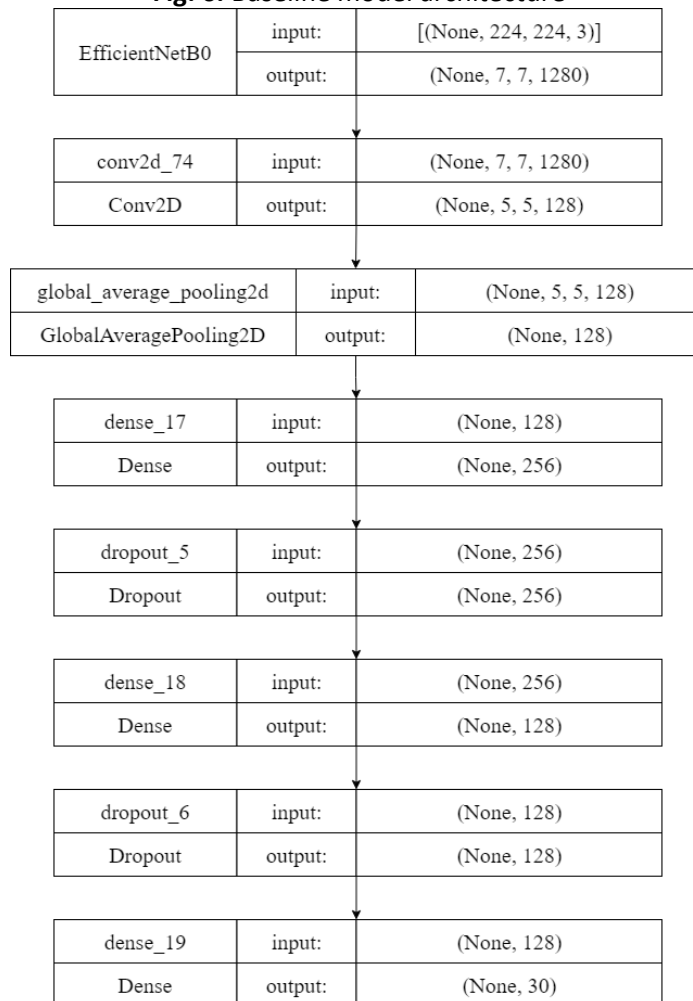 Baseline model architecture
EfficientNetB0 input: [(None, 224, 224, 3)]
output: (None, 7, 7, 1280)
conv2d_74 input: (None, 7, 7, 1280)
Conv2D output: (None, 5, 5, 128)
global_average_pooling2d input: (None, 5, 5, 128)
GlobalAveragePooling2D output: (None, 128)
dense_17 input: (None, 128)
Dense output: (None, 256)
dropout_5 input: (None, 256)
Dropout output: (None, 256)
dense_18 input: (None, 256)
Dense output: (None, 128)
dropout_6 input: (None, 128)
Dropout output: (None, 128)
dense_19 input: (None, 128)
Dense output: (None, 30)